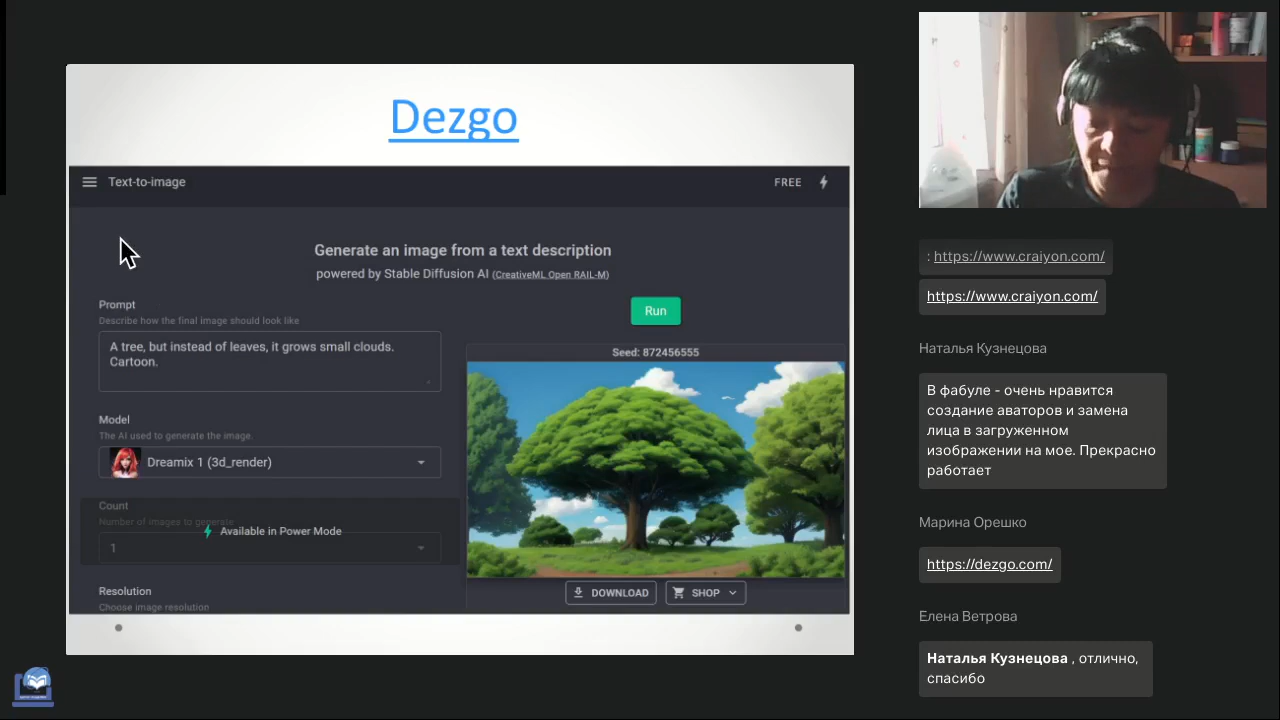 Dezgo
Text-to-image
FREE
Generate an image from a text description
powered by Stable Diffusion AI (CreativeML Open RAIL-M)
Prompt
Describe how the final image should look like
A tree, but instead of leaves, it grows small clouds.
Cartoon.
Model
The AI used to generate the image.
Dreamix 1 (3d_render)
Count
Number of images to generate
Available in Power Mode
1
Resolution
Choose image resolution
Run
Seed: 872456555
DOWNLOAD
SHOP
: https://www.craiyon.com/
https://www.craiyon.com/
Наталья Кузнецова
В фабуле - очень нравится
создание аваторов и замена
лица в загруженном
изображении на мое. Прекрасно
работает
Марина Орешко
https://dezgo.com/
Елена Ветрова
Наталья Кузнецова , отлично,
спасибо